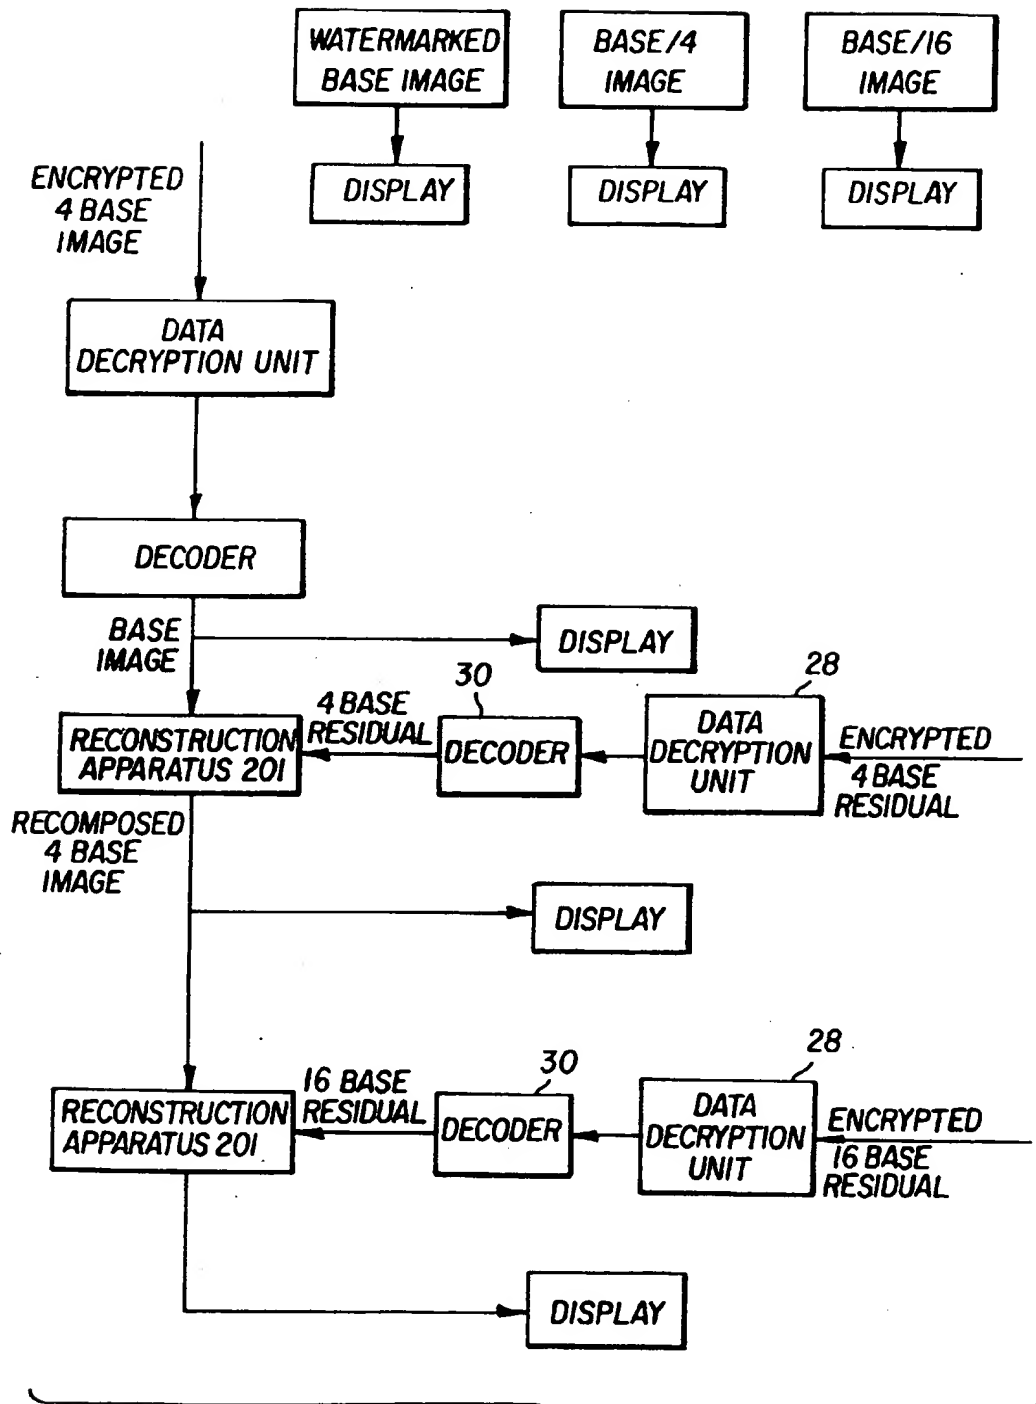 WATERMARKED
BASE IMAGE
BASE/4
IMAGE
BASE/16
IMAGE
DISPLAY
DISPLAY
DISPLAY
ENCRYPTED
4 BASE
IMAGE
DATA
DECRYPTION UNIT
DECODER
BASE
IMAGE
DISPLAY
RECONSTRUCTION
APPARATUS 201
4 BASE
RESIDUAL
30
DECODER
28
DATA
DECRYPTION
UNIT
ENCRYPTED
4 BASE
RESIDUAL
RECOMPOSED
4 BASE
IMAGE
DISPLAY
RECONSTRUCTION
APPARATUS 201
16 BASE
RESIDUAL
30
DECODER
28
DATA
DECRYPTION
UNIT
ENCRYPTED
16 BASE
RESIDUAL
DISPLAY